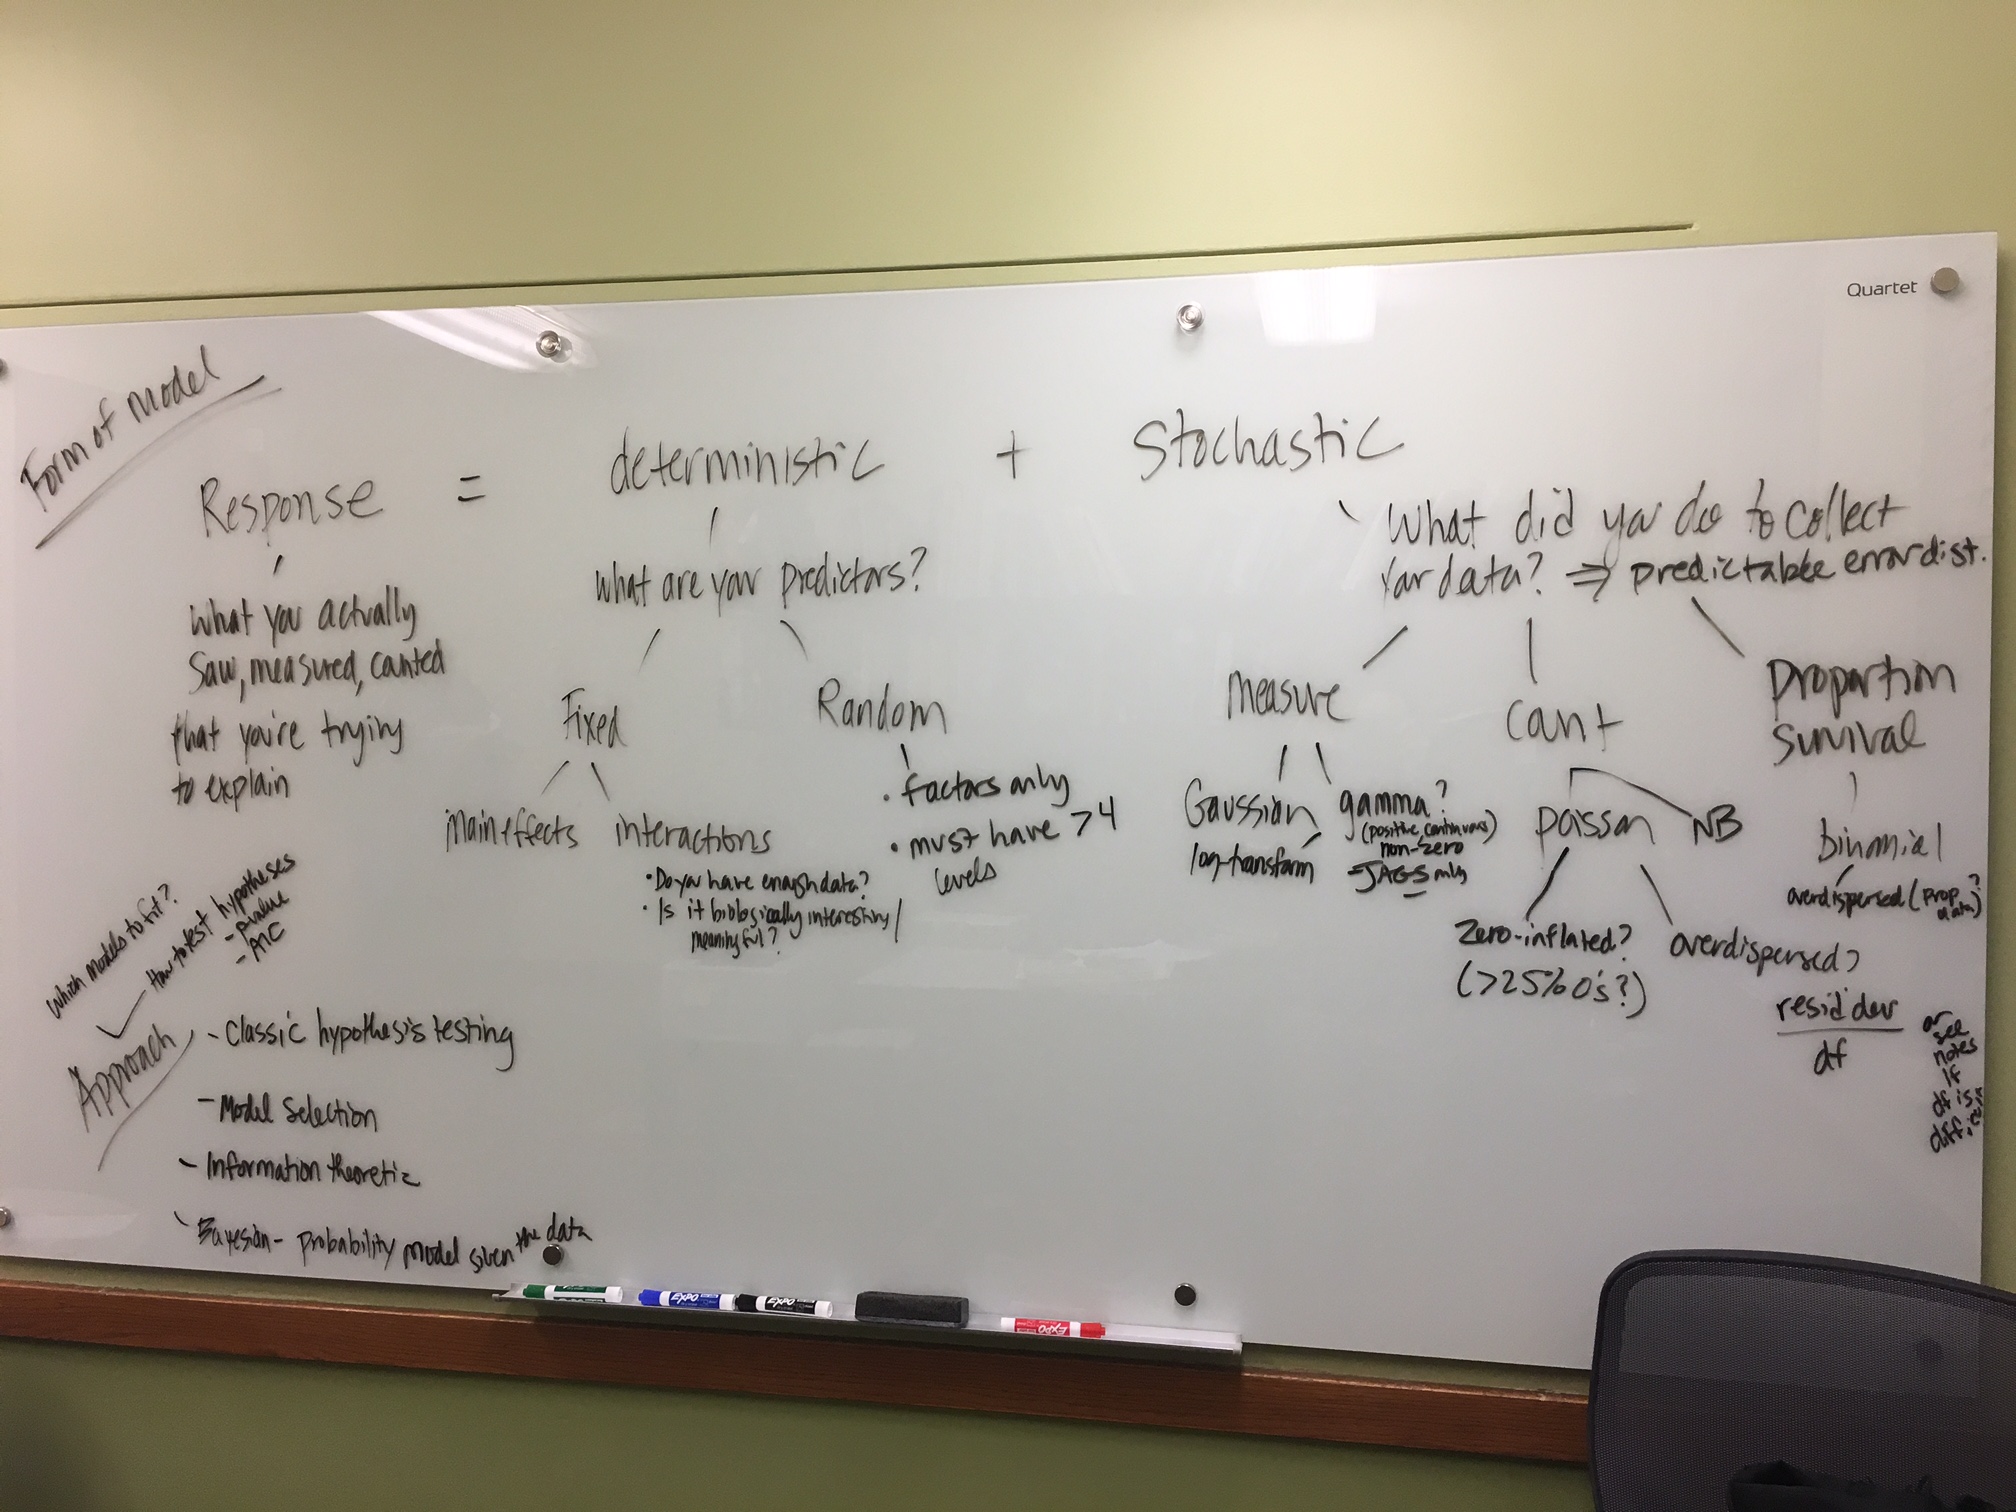 Quartet
Form of Model
Response = deterministic + Stochastic
What you actually
saw, measured, counted
that you're trying
to explain
What are your predictors?
Fixed
Main effects
interactions
• Do you have enough data?
• Is it biologically interesting/
meaningful?
Random
• factors only
• must have >4
levels
What did you do to collect
your data? ⇒ predictable error dist.
Measure
Gaussian
log-transform
gamma?
(positive, continuous)
non-zero
-JAGS only
Count
poisson
NB
Zero-inflated?
(>25% 0's?)
overdispersed?
resid dev
df
or
see
notes
if
df is
Proportion
survival
binomial
overdispersed (prop.
data)?
Which models to fit?
How to test hypotheses
- p-value
- AIC
Approach
- Classic hypothesis testing
- Model Selection
- Information theoretic
- Bayesian - probability model given the data
EXPO
EXPO
EXPO